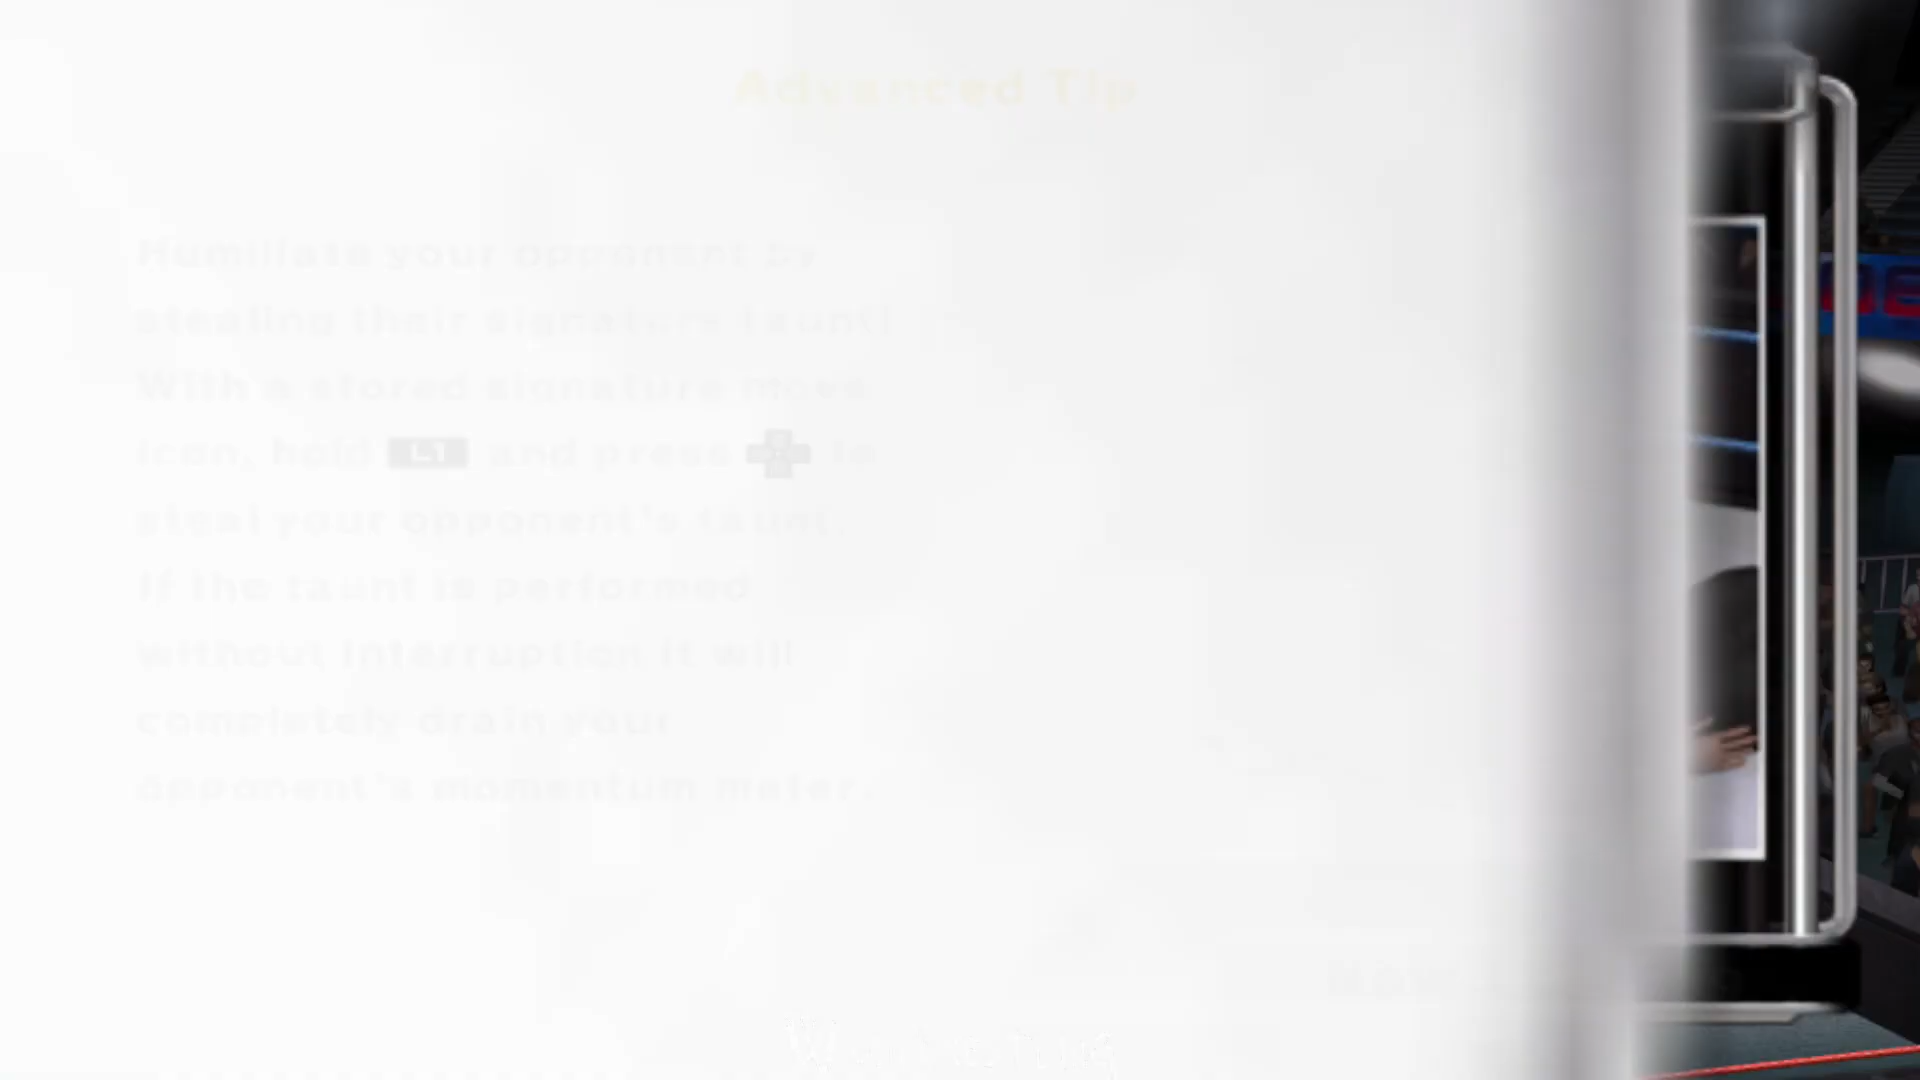 Advanced Tip
Humiliate your opponent by
stealing their signature taunt!
With a stored signature move
icon, hold LT and press to
steal your opponent's taunt.
If the taunt is performed
without interruption it will
completely drain your
opponent's momentum meter.
Now